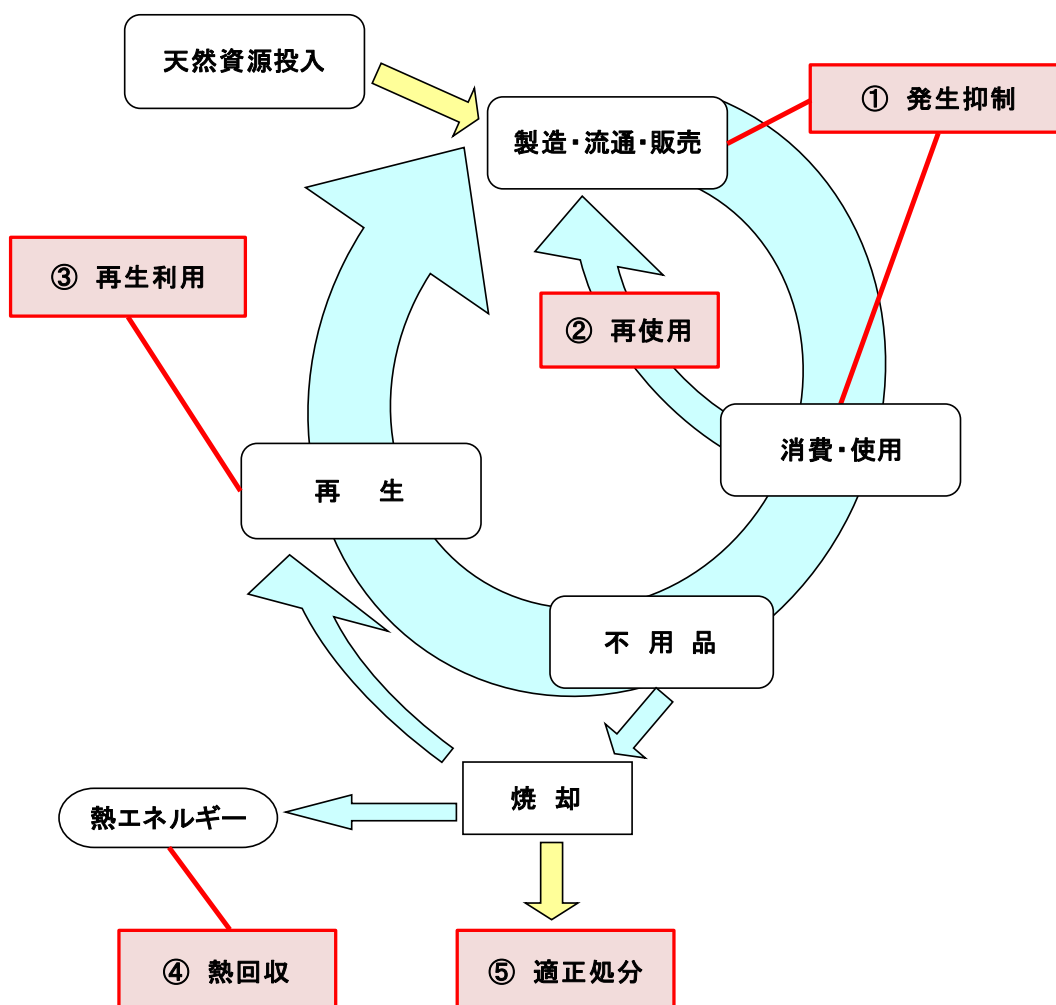 天然資源投入
① 発生抑制
製造・流通・販売
③ 再生利用
② 再使用
消費・使用
再 生
不 用 品
焼 却
熱エネルギー
④ 熱回収
⑤ 適正処分